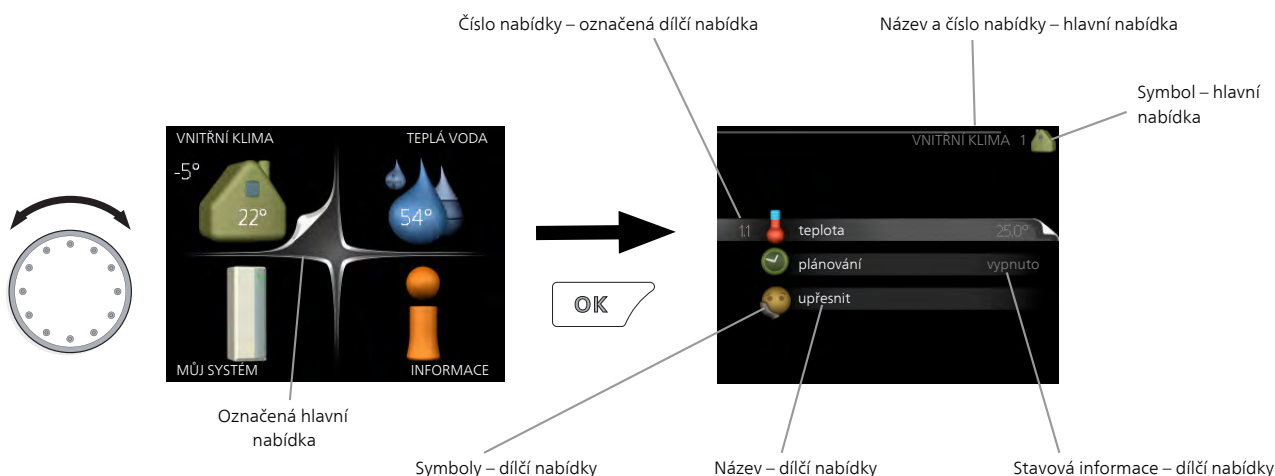 Číslo nabídky – označená dílčí nabídka
Název a číslo nabídky – hlavní nabídka
Symbol – hlavní
nabídka
VNITŘNÍ KLIMA
TEPLÁ VODA
-5°
22°
54°
MŮJ SYSTÉM
INFORMACE
Označená hlavní
nabídka
OK
VNITŘNÍ KLIMA 1
1.1 teplota 25.0°
plánování vypnuto
upřesnit
Symboly – dílčí nabídky
Název – dílčí nabídky
Stavová informace – dílčí nabídky